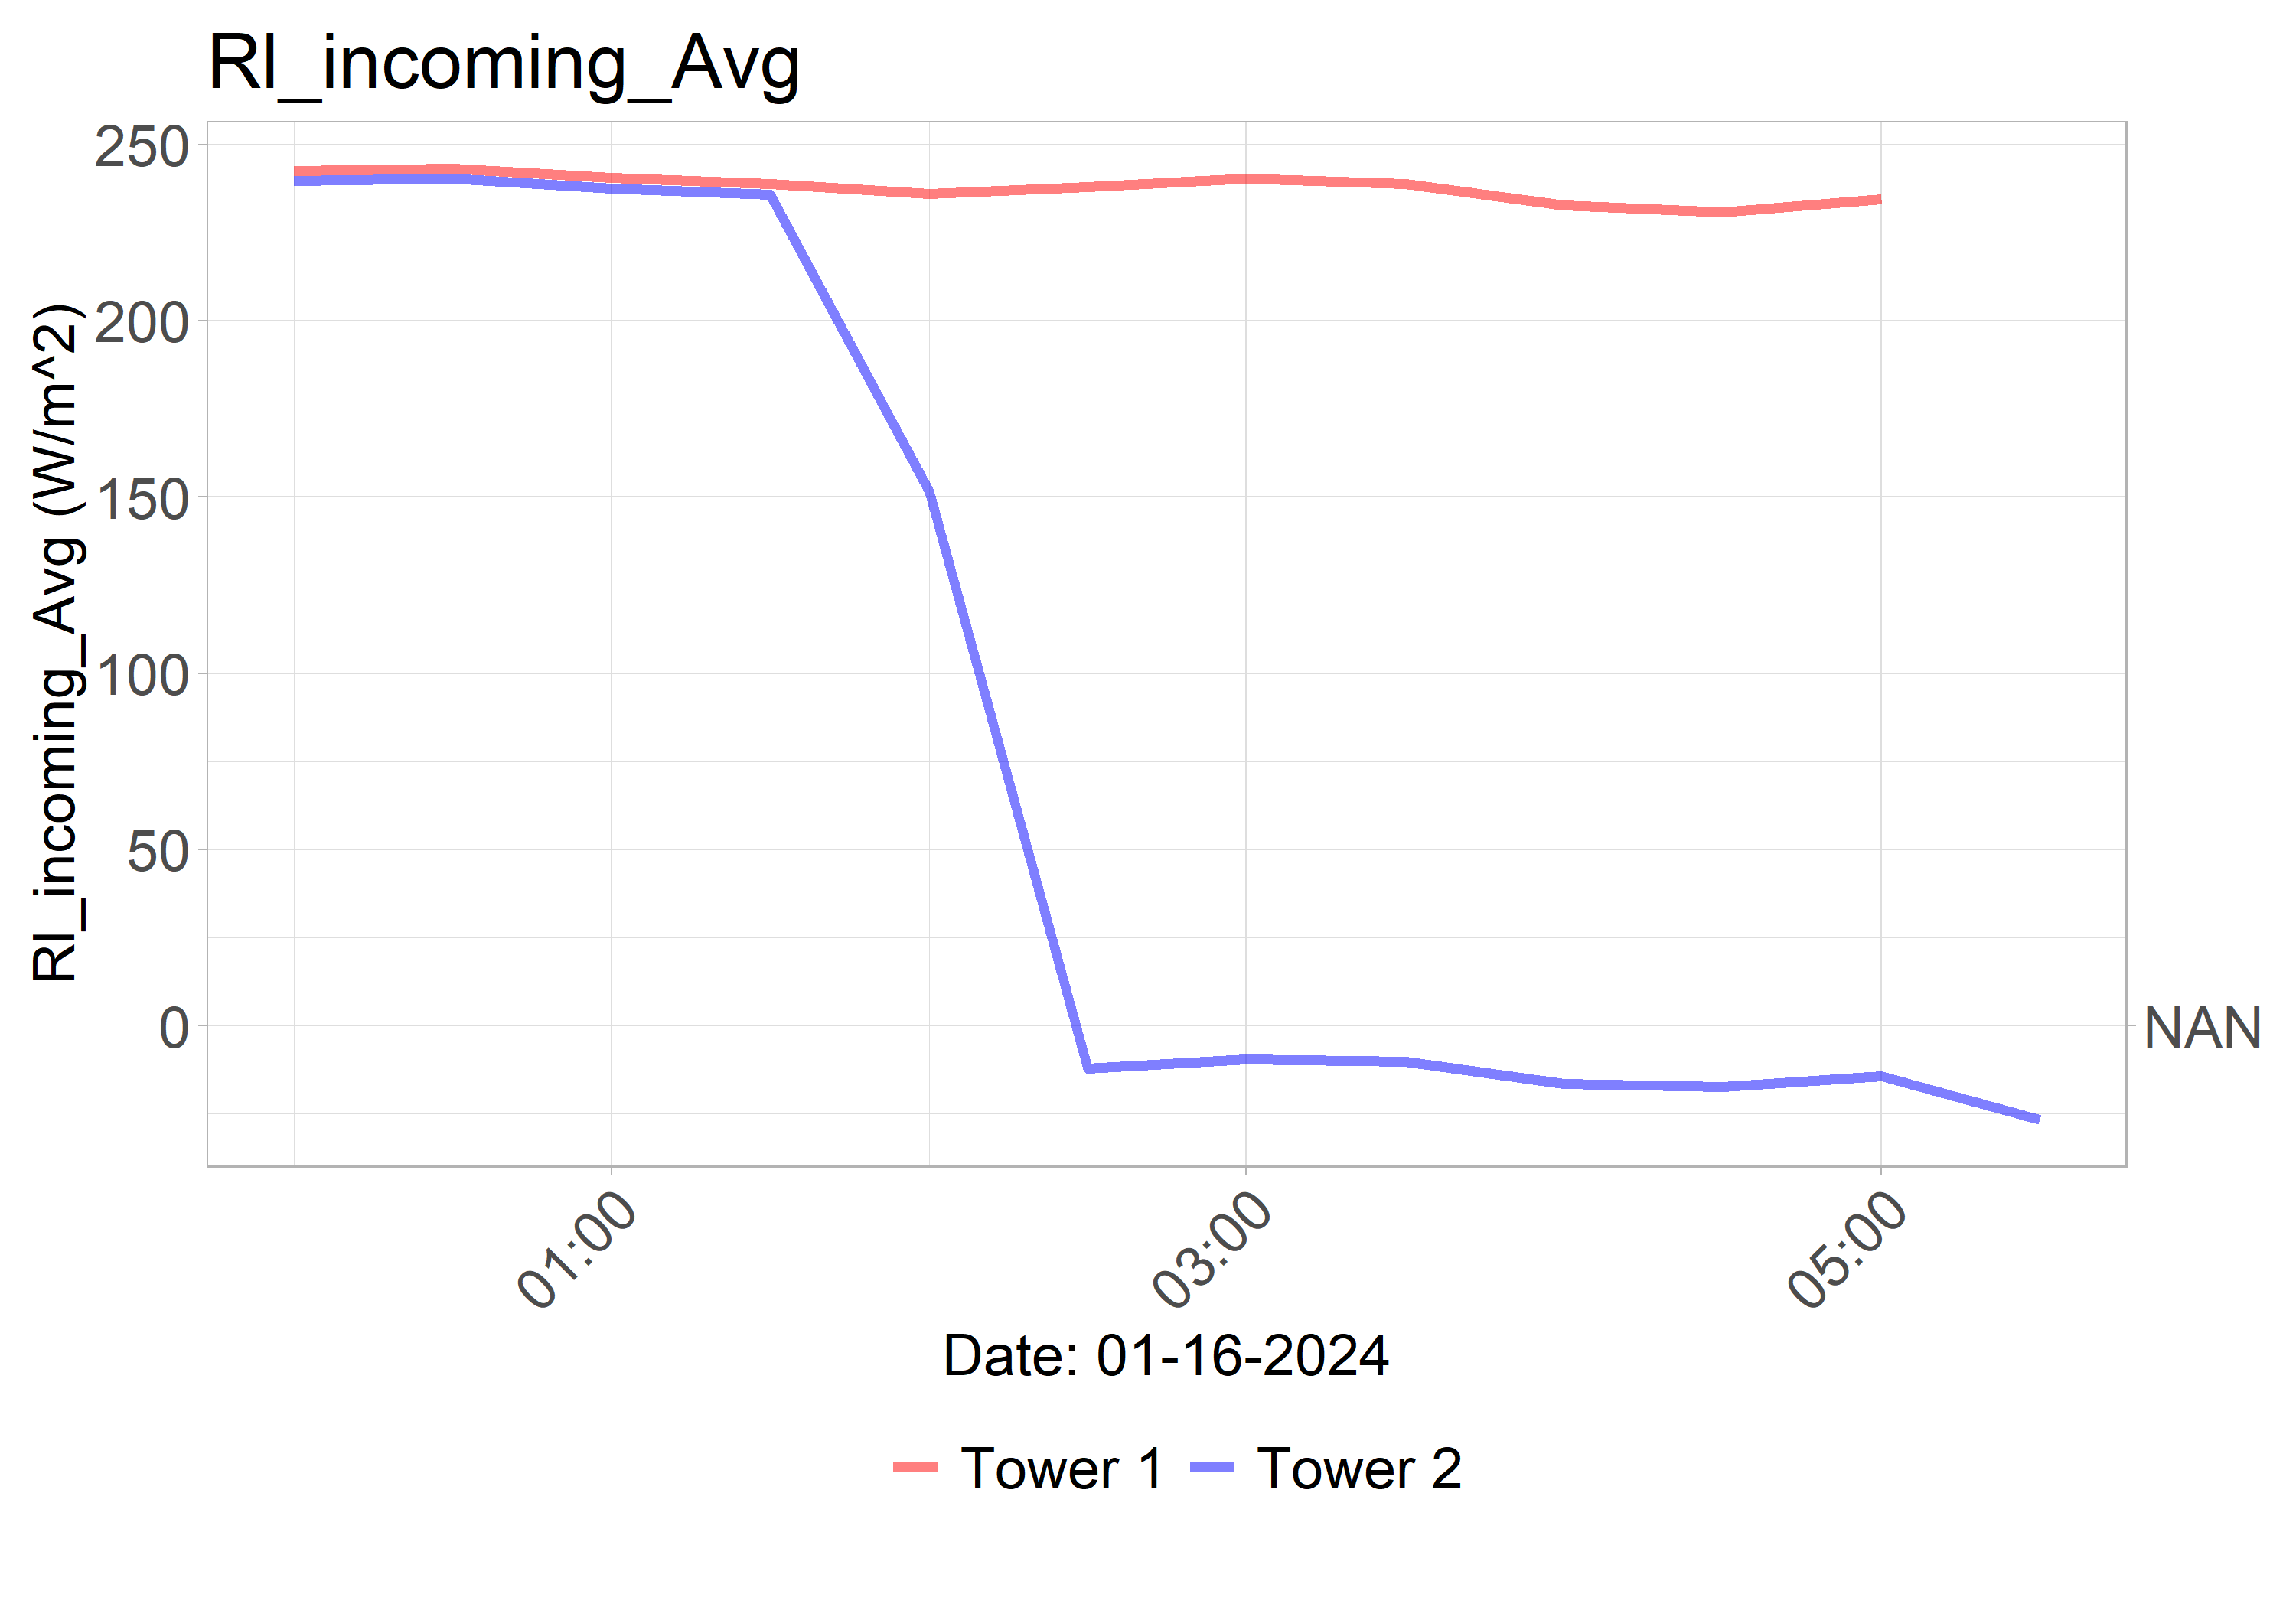 Rl_incoming_Avg
Rl_incoming_Avg (W/m^2)
250
200
150
100
50
0
NAN
01:00
03:00
05:00
Date: 01-16-2024
Tower 1
Tower 2